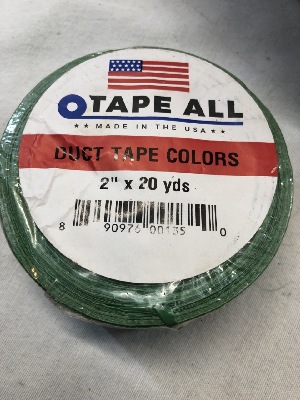 TAPE ALL
★ ★ MADE IN THE USA ★ ★
DUCT TAPE COLORS
2" x 20 yds
8 90976 00135 0